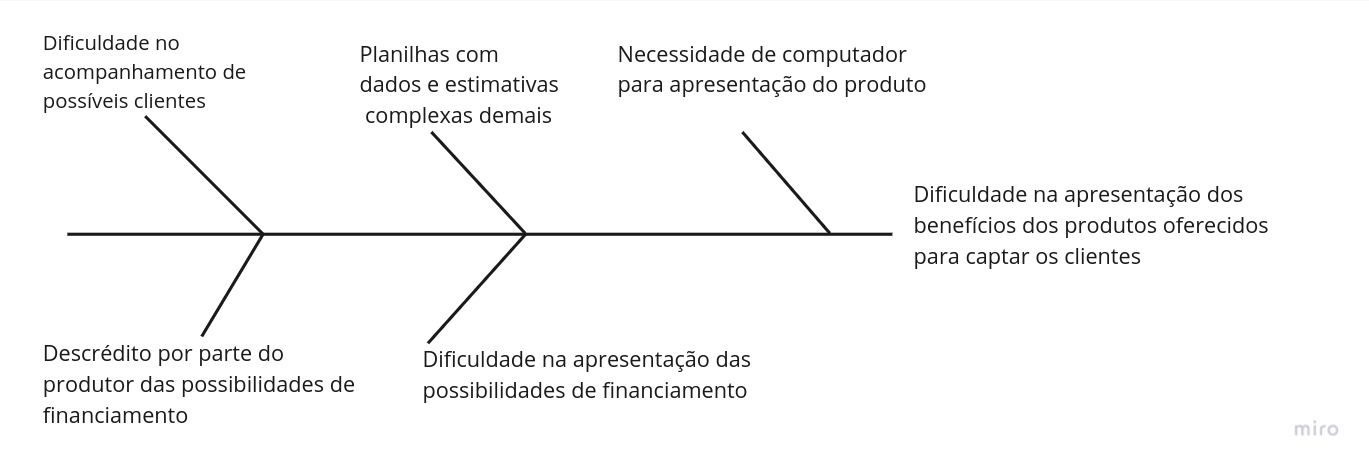 Dificuldade no
acompanhamento de
possíveis clientes
Planilhas com
dados e estimativas
complexas demais
Necessidade de computador
para apresentação do produto
Dificuldade na apresentação dos
benefícios dos produtos oferecidos
para captar os clientes
Descrédito por parte do
produtor das possibilidades de
financiamento
Dificuldade na apresentação das
possibilidades de financiamento
miro